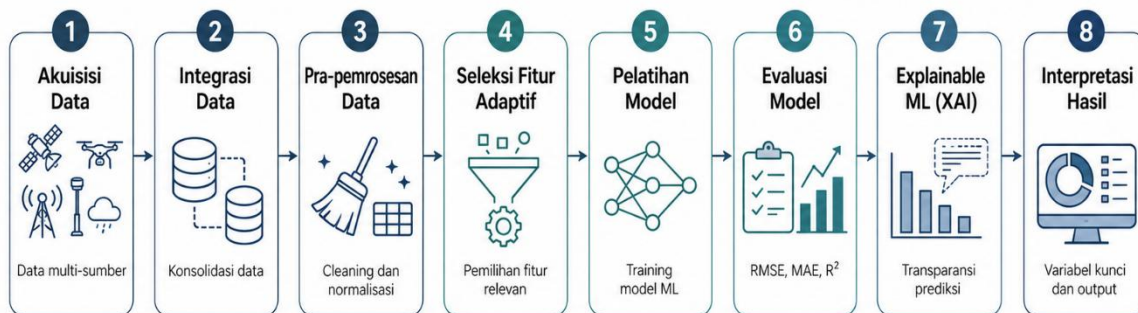 1
Akuisisi
Data
Data multi-sumber
2
Integrasi
Data
Konsolidasi data
3
Pra-pemrosesan
Data
Cleaning dan
normalisasi
4
Seleksi Fitur
Adaptif
Pemilihan fitur
relevan
5
Pelatihan
Model
Training
model ML
6
Evaluasi
Model
RMSE, MAE, R²
7
Explainable
ML (XAI)
Transparansi
prediksi
8
Interpretasi
Hasil
Variabel kunci
dan output